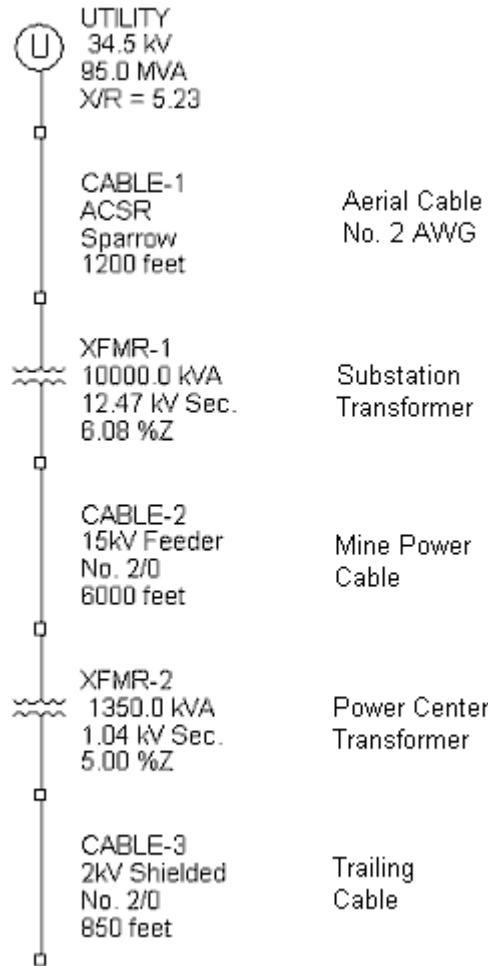 U
UTILITY
34.5 kV
95.0 MVA
X/R = 5.23
CABLE-1
ACSR
Sparrow
1200 feet
Aerial Cable
No. 2 AWG
XFMR-1
10000.0 kVA
12.47 kV Sec.
6.08 %Z
Substation
Transformer
CABLE-2
15kV Feeder
No. 2/0
6000 feet
Mine Power
Cable
XFMR-2
1350.0 kVA
1.04 kV Sec.
5.00 %Z
Power Center
Transformer
CABLE-3
2kV Shielded
No. 2/0
850 feet
Trailing
Cable